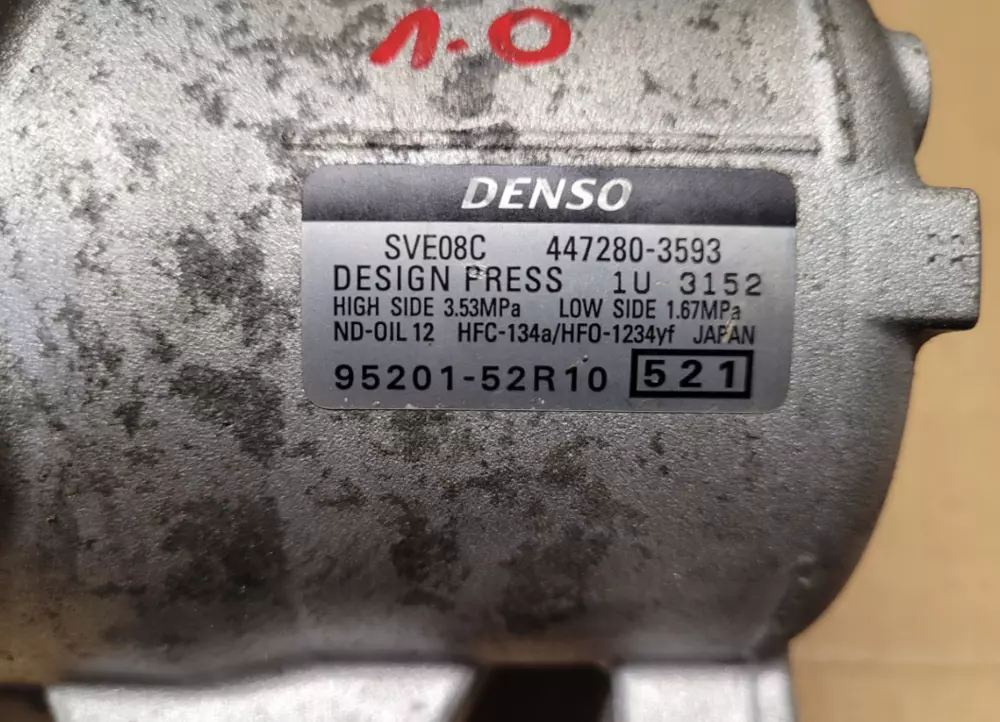 1.0
DENSO
SVE08C 447280-3593
DESIGN PRESS 1U 3152
HIGH SIDE 3.53MPa LOW SIDE 1.67MPa
ND-OIL 12 HFC-134a/HFO-1234yf JAPAN
95201-52R10 521